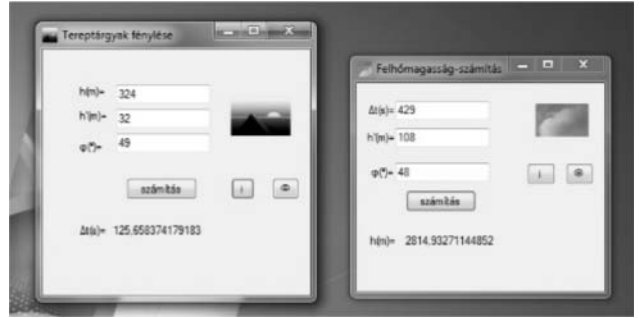 Tereptárgyak fénylése
h(m)= 324
h'(m)= 32
φ(°)= 49
számítás
i
Δt(s)= 125,658374179183
Felhőmagasság-számítás
Δt(s)= 429
h'(m)= 108
φ(°)= 48
i
számítás
h(m)= 2814,93271144852